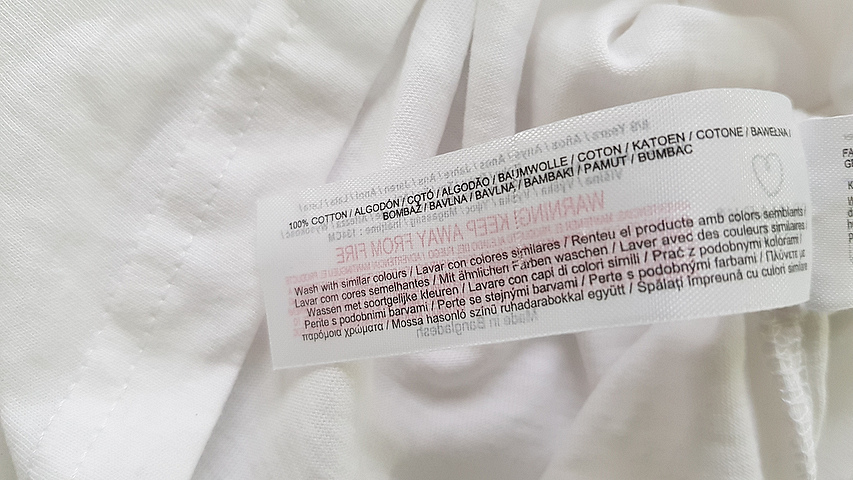 100% COTTON / ALGODÓN / COTÓ / ALGODÃO / BAUMWOLLE / COTON / KATOEN / COTONE / BAWEŁNA /
BOMBAŽ / BAVLNA / BAVLNA / BAMBAKI / PAMUT / BUMBAC
WARNING! KEEP AWAY FROM FIRE
Wash with similar colours / Lavar con colores similares / Renteu el producte amb colors semblants /
Lavar com cores semelhantes / Mit ähnlichen Farben waschen / Laver avec des couleurs similaires
Wassen met soortgelijke kleuren / Lavare con capi di colori simili / Prać z podobnymi kolorami /
Perite s podobnimi barvami / Perte se stejnými barvami / Perte s podobnými farbami / Πλύνετε με
παρόμοια χρώματα / Mossa hasonló színű ruhadarabokkal együtt / Spălați împreună cu culori similare
Made in Bangladesh